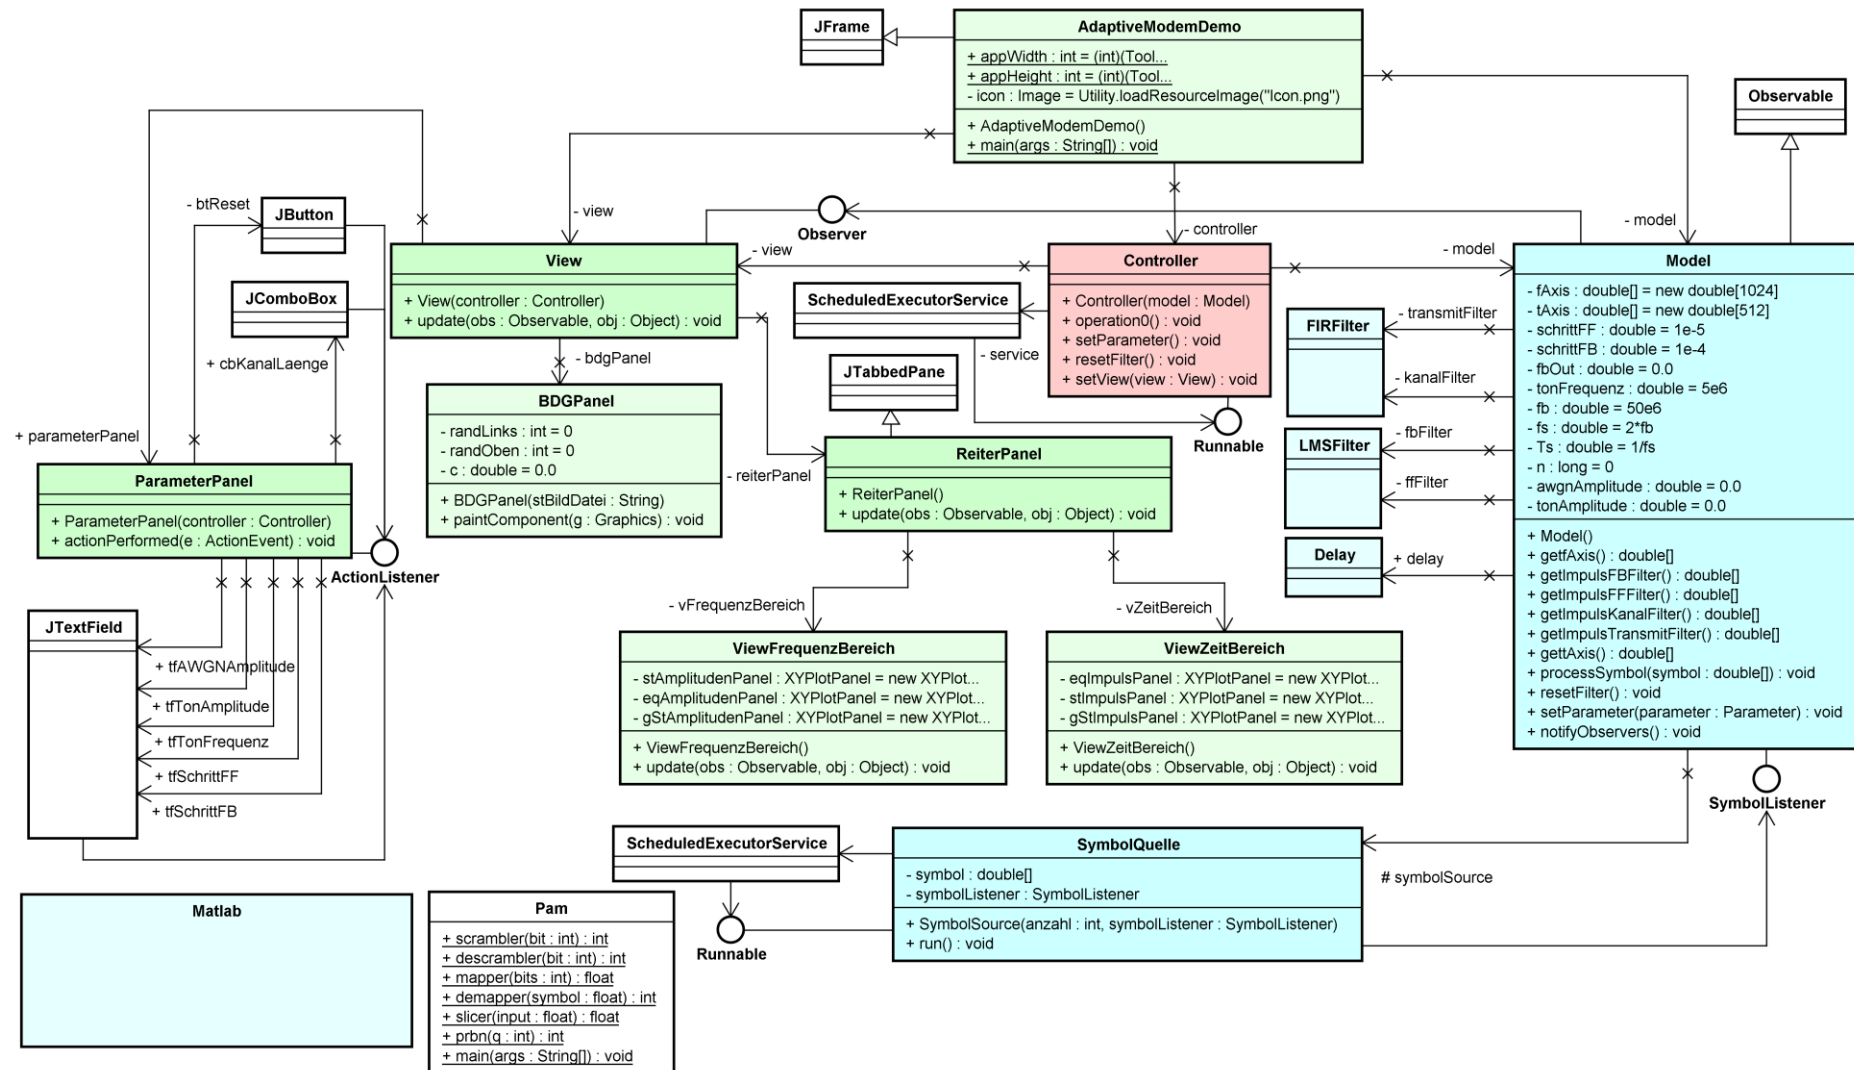 JFrame
AdaptiveModemDemo
+ appWidth : int = (int)(Tool...
+ appHeight : int = (int)(Tool...
- icon : Image = Utility.loadResourceImage("Icon.png")
+ AdaptiveModemDemo()
+ main(args : String[]) : void
Observable
- btReset
JButton
- view
Observer
- controller
- model
View
+ View(controller : Controller)
+ update(obs : Observable, obj : Object) : void
- view
Controller
+ Controller(model : Model)
+ operation0() : void
+ setParameter() : void
+ resetFilter() : void
+ setView(view : View) : void
- model
Model
- fAxis : double[] = new double[1024]
- tAxis : double[] = new double[512]
- schrittFF : double = 1e-5
- schrittFB : double = 1e-4
- fbOut : double = 0.0
- tonFrequenz : double = 5e6
- fb : double = 50e6
- fs : double = 2*fb
- Ts : double = 1/fs
- n : long = 0
- awgnAmplitude : double = 0.0
- tonAmplitude : double = 0.0
+ Model()
+ getfAxis() : double[]
+ getImpulsFBFilter() : double[]
+ getImpulsFFFilter() : double[]
+ getImpulsKanalFilter() : double[]
+ getImpulsTransmitFilter() : double[]
+ gettAxis() : double[]
+ processSymbol(symbol : double[]) : void
+ resetFilter() : void
+ setParameter(parameter : Parameter) : void
+ notifyObservers() : void
JComboBox
+ cbKanalLaenge
ScheduledExecutorService
- service
Runnable
FIRFilter
- transmitFilter
- kanalFilter
LMSFilter
- fbFilter
- ffFilter
Delay
+ delay
- bdgPanel
BDGPanel
- randLinks : int = 0
- randOben : int = 0
- c : double = 0.0
+ BDGPanel(stBildDatei : String)
+ paintComponent(g : Graphics) : void
JTabbedPane
- reiterPanel
ReiterPanel
+ ReiterPanel()
+ update(obs : Observable, obj : Object) : void
+ parameterPanel
ParameterPanel
+ ParameterPanel(controller : Controller)
+ actionPerformed(e : ActionEvent) : void
ActionListener
JTextField
+ tfAWGNAmplitude
+ tfTonAmplitude
+ tfTonFrequenz
+ tfSchrittFF
+ tfSchrittFB
- vFrequenzBereich
ViewFrequenzBereich
- stAmplitudenPanel : XYPlotPanel = new XYPlot...
- eqAmplitudenPanel : XYPlotPanel = new XYPlot...
- gStAmplitudenPanel : XYPlotPanel = new XYPlot...
+ ViewFrequenzBereich()
+ update(obs : Observable, obj : Object) : void
- vZeitBereich
ViewZeitBereich
- eqImpulsPanel : XYPlotPanel = new XYPlot...
- stImpulsPanel : XYPlotPanel = new XYPlot...
- gStImpulsPanel : XYPlotPanel = new XYPlot...
+ ViewZeitBereich()
+ update(obs : Observable, obj : Object) : void
SymbolListener
ScheduledExecutorService
Runnable
SymbolQuelle
- symbol : double[]
- symbolListener : SymbolListener
+ SymbolSource(anzahl : int, symbolListener : SymbolListener)
+ run() : void
# symbolSource
Matlab
Pam
+ scrambler(bit : int) : int
+ descrambler(bit : int) : int
+ mapper(bits : int) : float
+ demapper(symbol : float) : int
+ slicer(input : float) : float
+ prbn(q : int) : int
+ main(args : String[]) : void